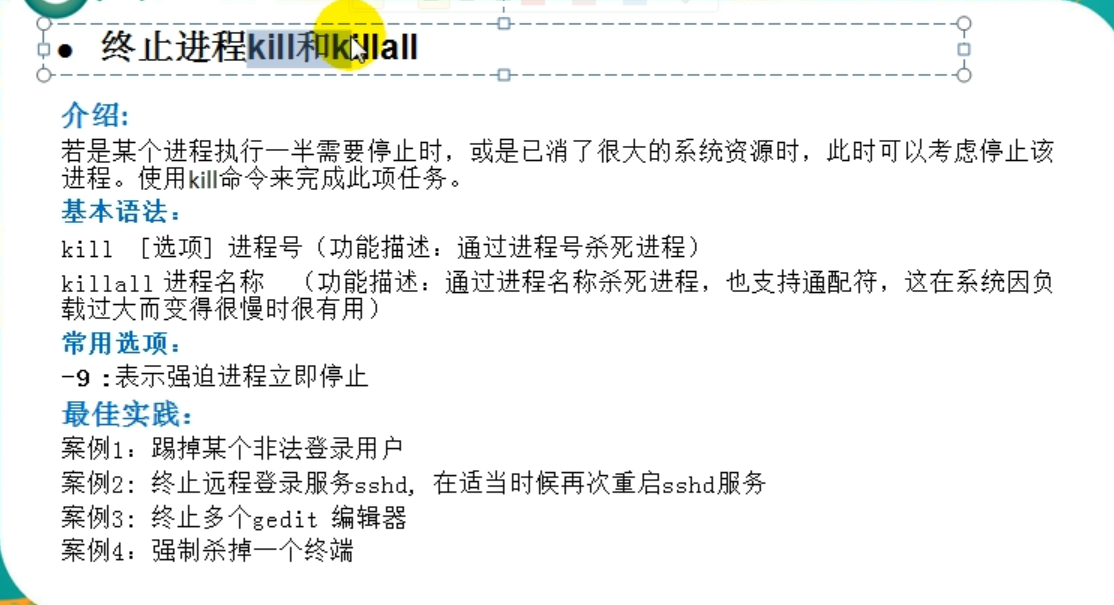 • 终止进程kill和killall
介绍:
若是某个进程执行一半需要停止时，或是已消了很大的系统资源时，此时可以考虑停止该
进程。使用kill命令来完成此项任务。
基本语法：
kill [选项] 进程号（功能描述：通过进程号杀死进程）
killall 进程名称 （功能描述：通过进程名称杀死进程，也支持通配符，这在系统因负
载过大而变得很慢时很有用）
常用选项：
-9 :表示强迫进程立即停止
最佳实践：
案例1：踢掉某个非法登录用户
案例2: 终止远程登录服务sshd, 在适当时候再次重启sshd服务
案例3: 终止多个gedit 编辑器
案例4：强制杀掉一个终端